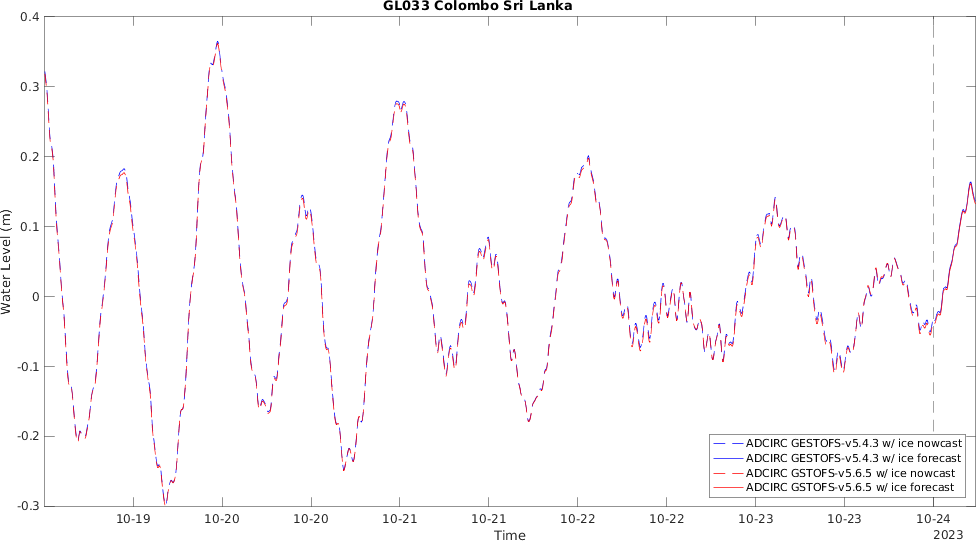 GL033 Colombo Sri Lanka
0.4
0.3
0.2
0.1
0
-0.1
-0.2
-0.3
Water Level (m)
ADCIRC GESTOFS-v5.4.3 w/ ice nowcast
ADCIRC GESTOFS-v5.4.3 w/ ice forecast
ADCIRC GSTOFS-v5.6.5 w/ ice nowcast
ADCIRC GSTOFS-v5.6.5 w/ ice forecast
10-19 10-20 10-20 10-21 10-21 10-22 10-22 10-23 10-23 10-24
2023
Time